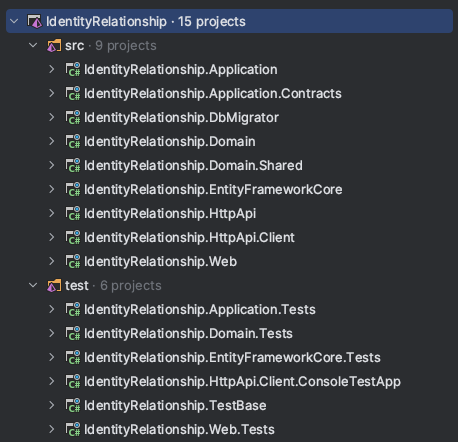 IdentityRelationship · 15 projects
src · 9 projects
C# IdentityRelationship.Application
C# IdentityRelationship.Application.Contracts
C# IdentityRelationship.DbMigrator
C# IdentityRelationship.Domain
C# IdentityRelationship.Domain.Shared
C# IdentityRelationship.EntityFrameworkCore
C# IdentityRelationship.HttpApi
C# IdentityRelationship.HttpApi.Client
C# IdentityRelationship.Web
test · 6 projects
C# IdentityRelationship.Application.Tests
C# IdentityRelationship.Domain.Tests
C# IdentityRelationship.EntityFrameworkCore.Tests
C# IdentityRelationship.HttpApi.Client.ConsoleTestApp
C# IdentityRelationship.TestBase
C# IdentityRelationship.Web.Tests